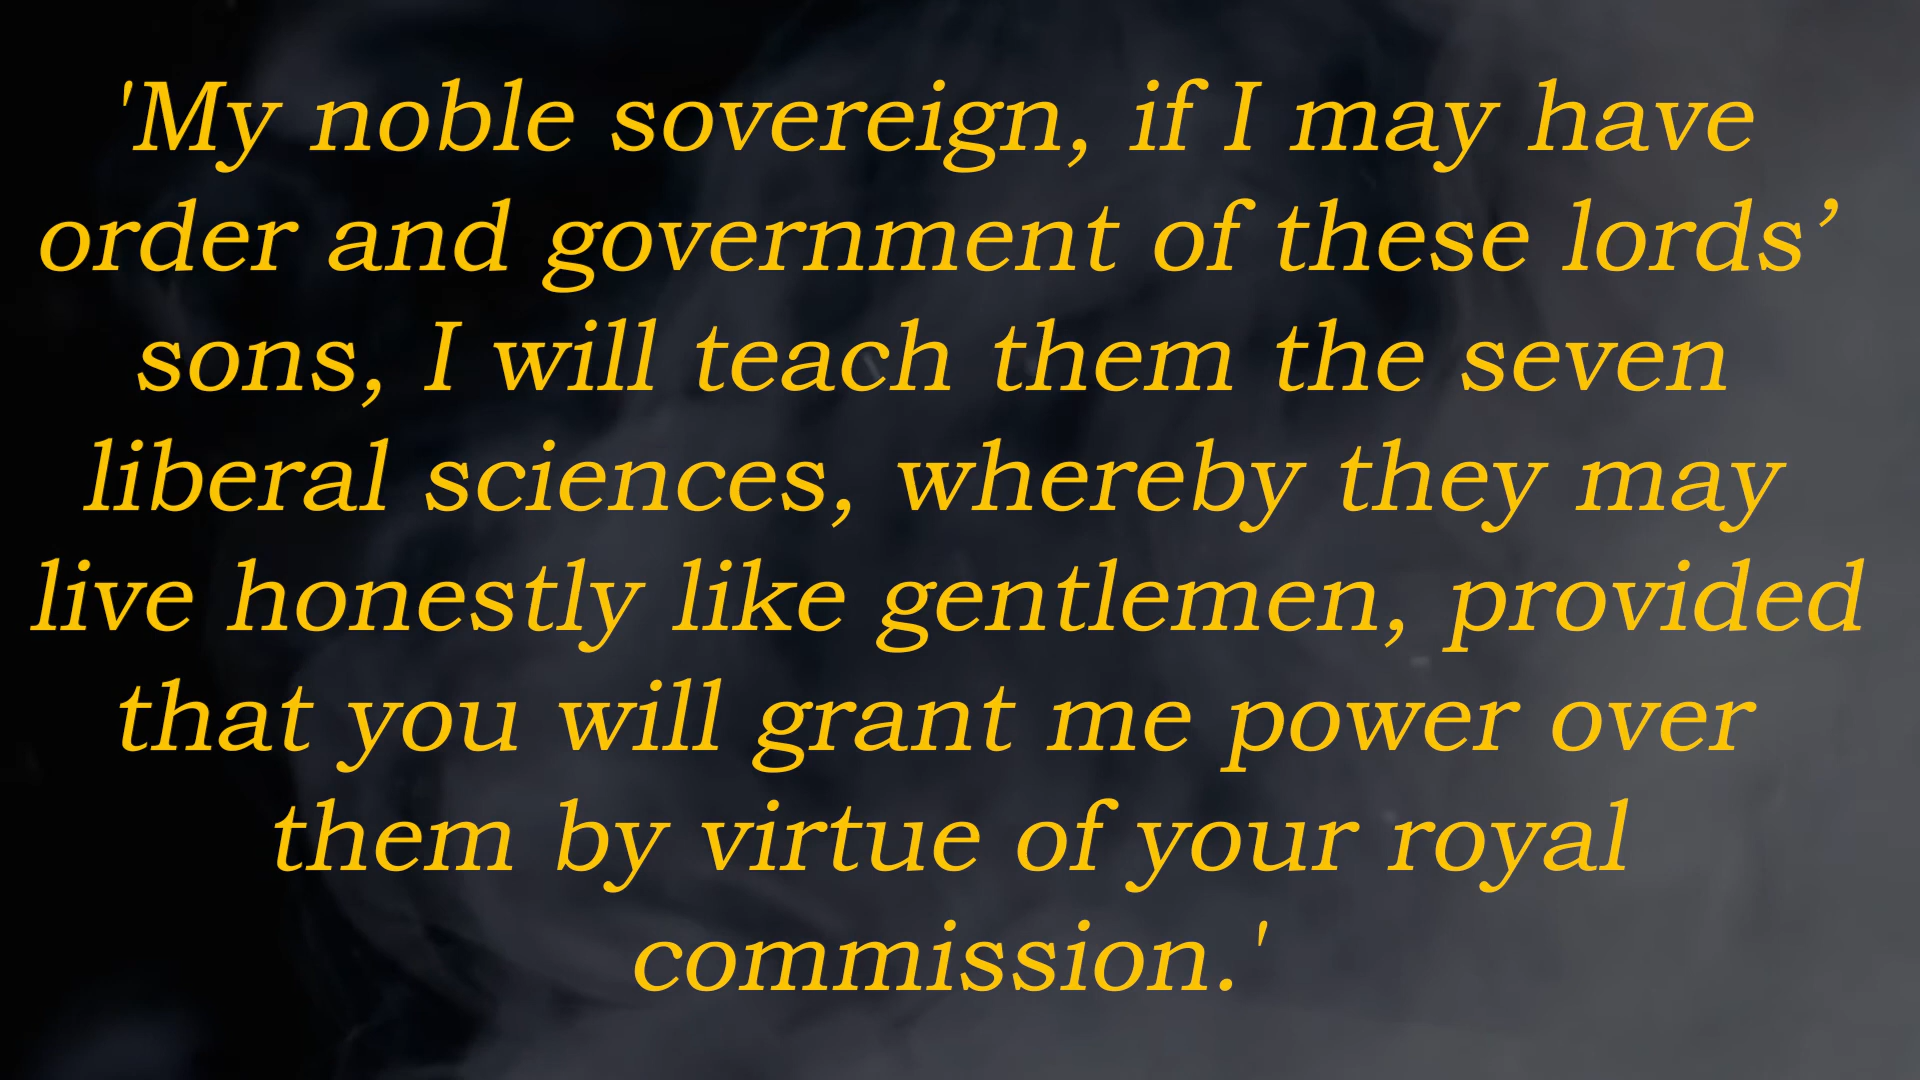 'My noble sovereign, if I may have
order and government of these lords’
sons, I will teach them the seven
liberal sciences, whereby they may
live honestly like gentlemen, provided
that you will grant me power over
them by virtue of your royal
commission.'